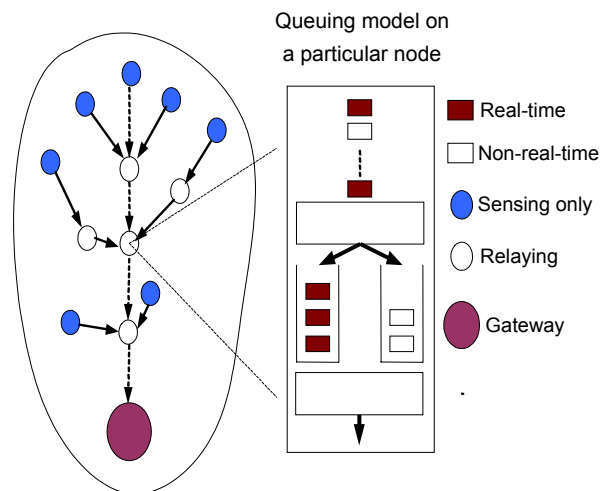 Queuing model on
a particular node
Real-time
Non-real-time
Sensing only
Relaying
Gateway